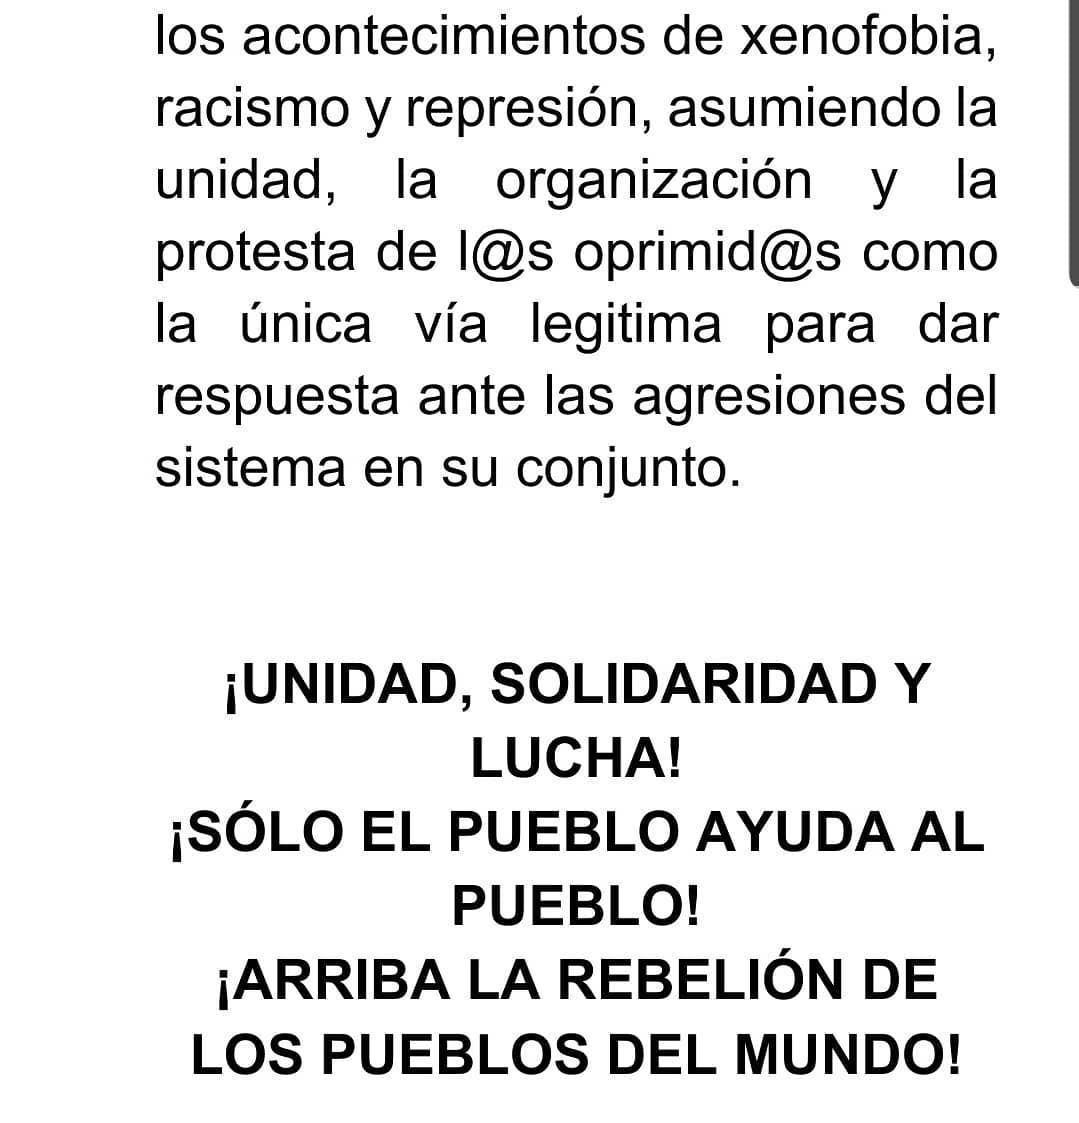 los acontecimientos de xenofobia,
racismo y represión, asumiendo la
unidad, la organización y la
protesta de l@s oprimid@s como
la única vía legitima para dar
respuesta ante las agresiones del
sistema en su conjunto.
¡UNIDAD, SOLIDARIDAD Y
LUCHA!
¡SÓLO EL PUEBLO AYUDA AL
PUEBLO!
¡ARRIBA LA REBELIÓN DE
LOS PUEBLOS DEL MUNDO!